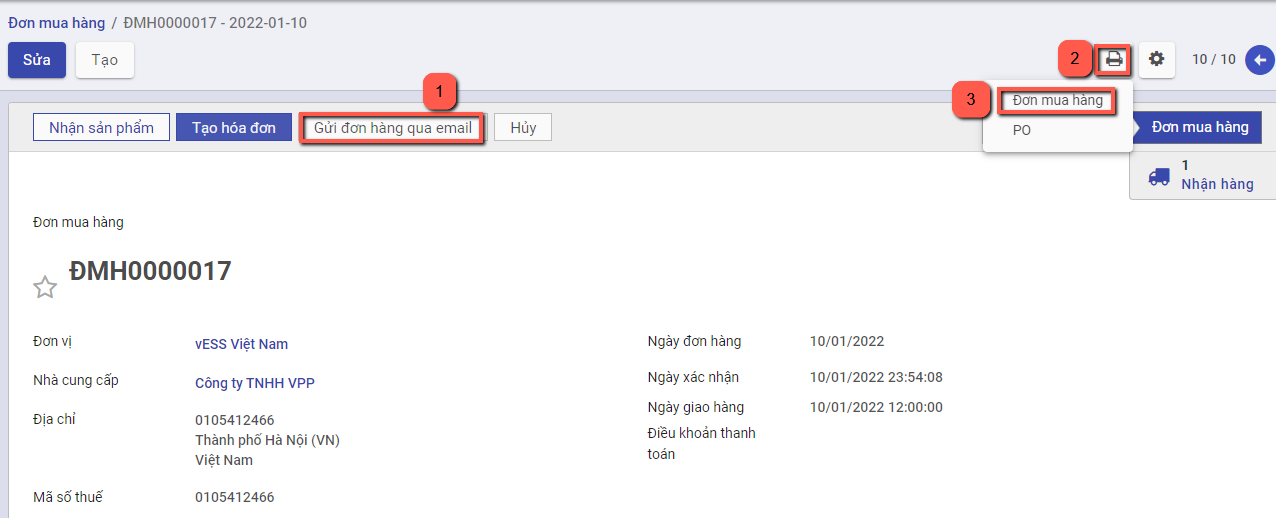 Đơn mua hàng / ĐMH0000017 - 2022-01-10
Sửa Tạo 2 10 / 10
1 3 Đơn mua hàng
PO
Nhận sản phẩm Tạo hóa đơn Gửi đơn hàng qua email Hủy Đơn mua hàng
1
Nhận hàng
Đơn mua hàng
ĐMH0000017
Đơn vị vESS Việt Nam Ngày đơn hàng 10/01/2022
Nhà cung cấp Công ty TNHH VPP Ngày xác nhận 10/01/2022 23:54:08
Ngày giao hàng 10/01/2022 12:00:00
Địa chỉ 0105412466 Điều khoản thanh
Thành phố Hà Nội (VN) toán
Việt Nam
Mã số thuế 0105412466